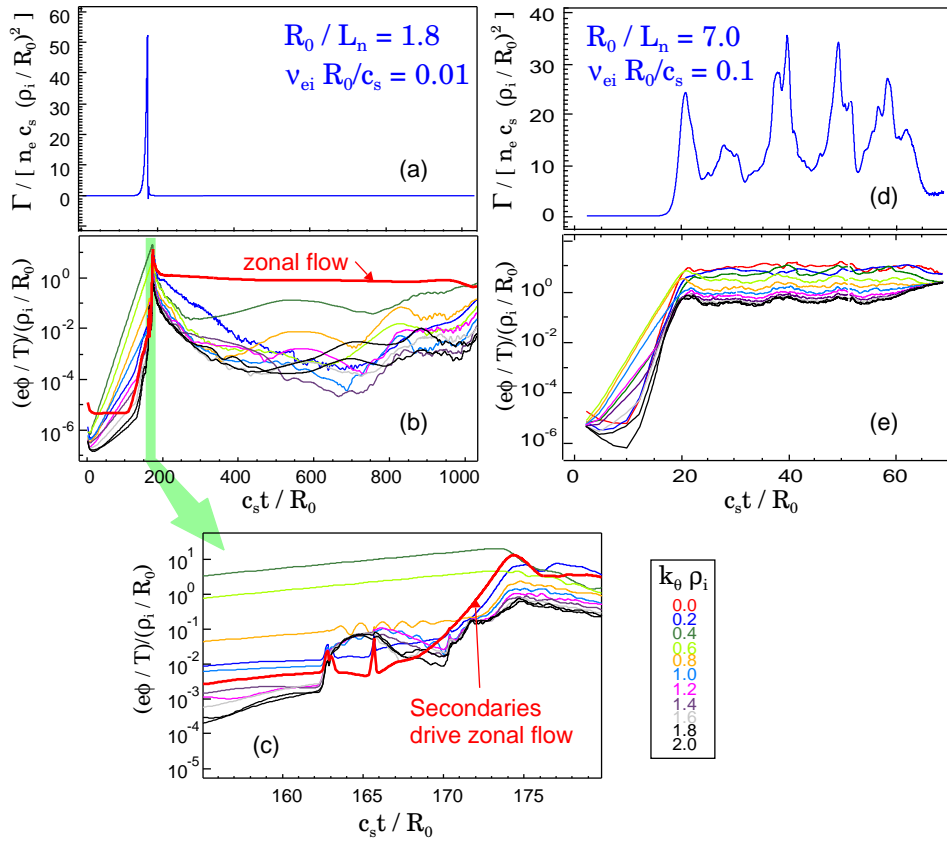 60
50
40
30
20
10
0
Γ / [ n_e c_s (ρ_i / R_0)^2
R_0 / L_n = 1.8
ν_ei R_0/c_s = 0.01
(a)
10^0
10^-2
10^-4
10^-6
(eφ / T)/(ρ_i / R_0)
zonal flow
(b)
0 200 400 600 800 1000
c_s t / R_0
40
30
20
10
0
Γ / [ n_e c_s (ρ_i / R_0)^2
R_0 / L_n = 7.0
ν_ei R_0/c_s = 0.1
(d)
10^2
10^0
10^-2
10^-4
10^-6
(eφ / T)/(ρ_i / R_0)
(e)
0 20 40 60
c_s t / R_0
10^1
10^0
10^-1
10^-2
10^-3
10^-4
10^-5
(eφ / T)/(ρ_i / R_0)
Secondaries
drive zonal flow
(c)
160 165 170 175
c_s t / R_0
k_θ ρ_i
0.0
0.2
0.4
0.6
0.8
1.0
1.2
1.4
1.6
1.8
2.0